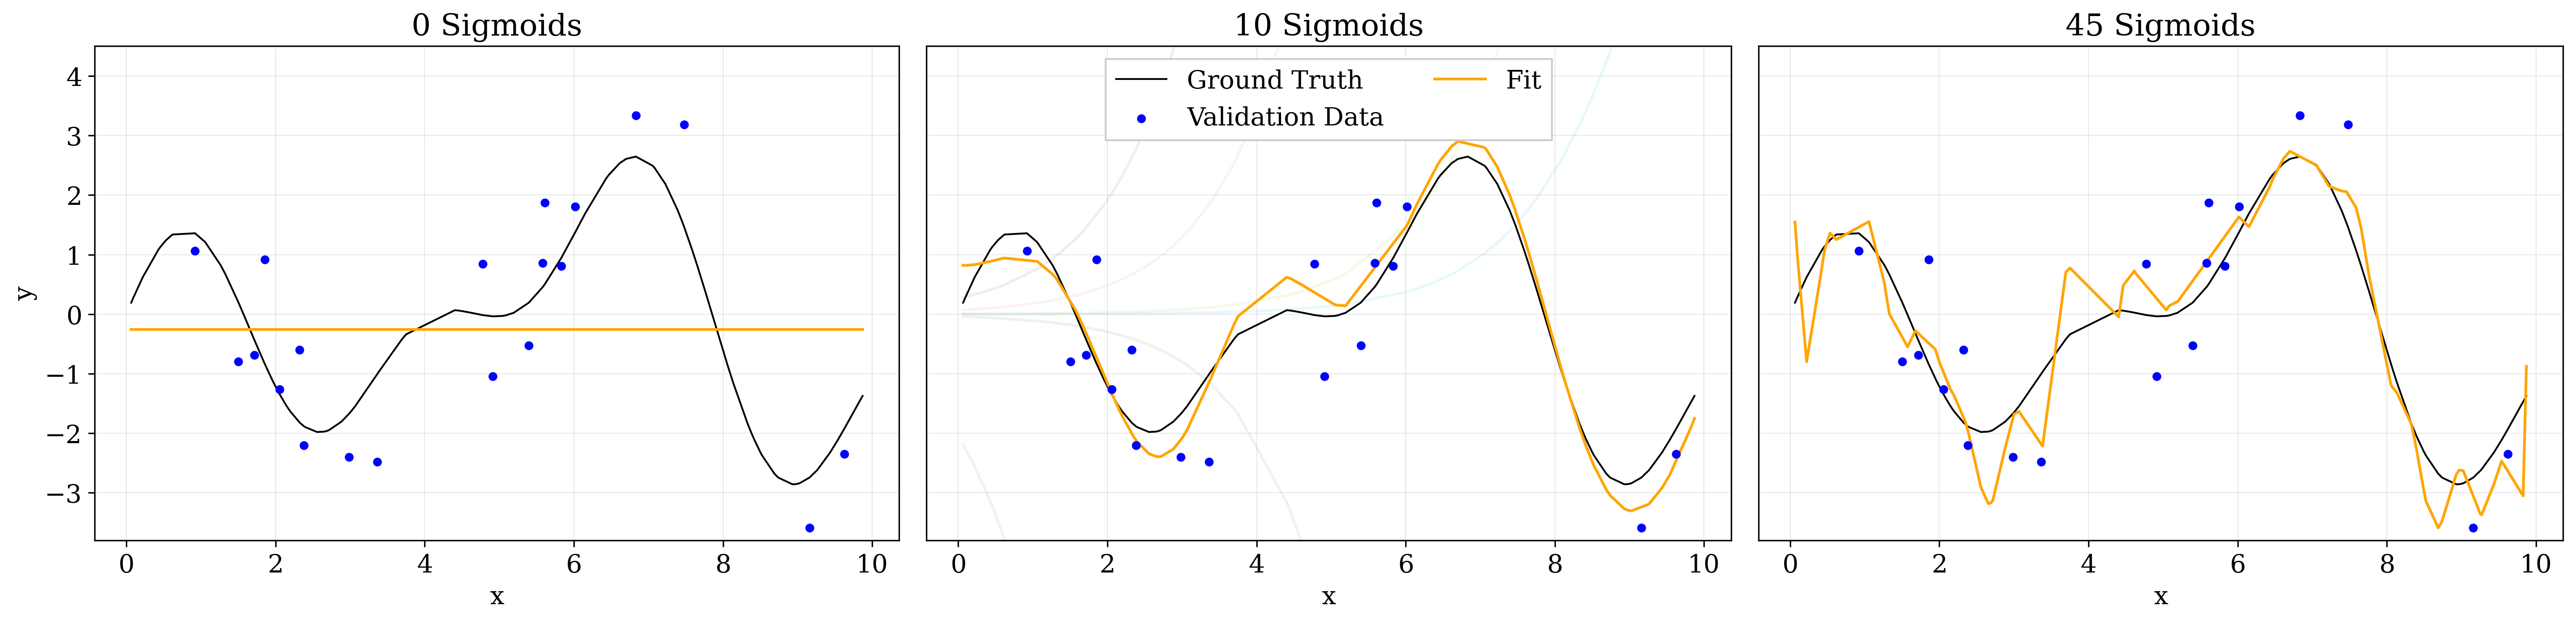 0 Sigmoids
10 Sigmoids
45 Sigmoids
4
3
2
1
0
−1
−2
−3
y
Ground Truth
Fit
Validation Data
0 2 4 6 8 10
0 2 4 6 8 10
0 2 4 6 8 10
x
x
x